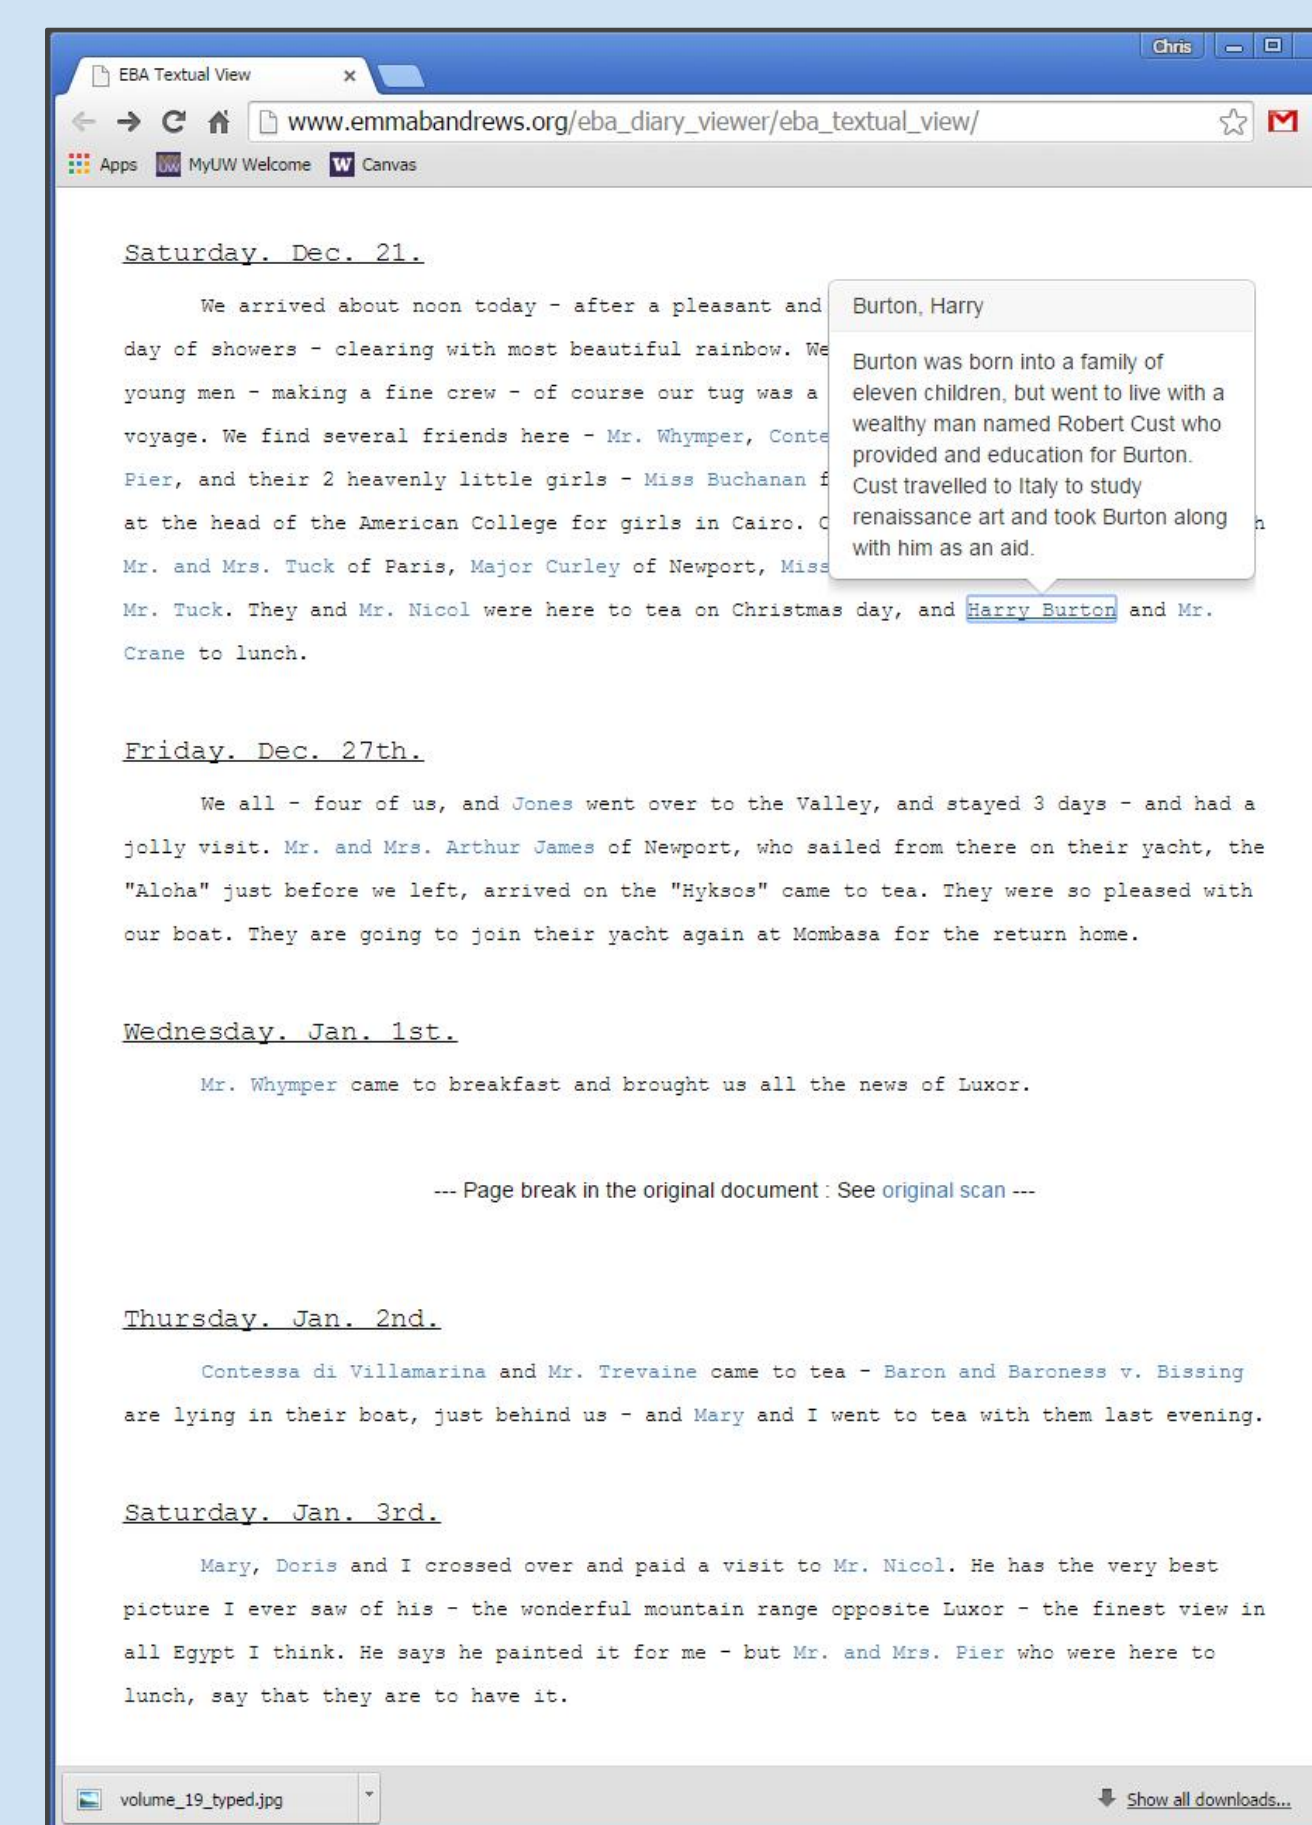 Chris
EBA Textual View
www.emmabandrews.org/eba_diary_viewer/eba_textual_view/
Apps MyUW Welcome W Canvas
Saturday. Dec. 21.
We arrived about noon today - after a pleasant and
day of showers - clearing with most beautiful rainbow. We
young men - making a fine crew - of course our tug was a
voyage. We find several friends here - Mr. Whymper, Conte
Pier, and their 2 heavenly little girls - Miss Buchanan f
at the head of the American College for girls in Cairo. C h
Mr. and Mrs. Tuck of Paris, Major Curley of Newport, Miss
Mr. Tuck. They and Mr. Nicol were here to tea on Christmas day, and Harry Burton and Mr.
Crane to lunch.
Burton, Harry
Burton was born into a family of
eleven children, but went to live with a
wealthy man named Robert Cust who
provided and education for Burton.
Cust travelled to Italy to study
renaissance art and took Burton along
with him as an aid.
Friday. Dec. 27th.
We all - four of us, and Jones went over to the Valley, and stayed 3 days - and had a
jolly visit. Mr. and Mrs. Arthur James of Newport, who sailed from there on their yacht, the
"Aloha" just before we left, arrived on the "Hyksos" came to tea. They were so pleased with
our boat. They are going to join their yacht again at Mombasa for the return home.
Wednesday. Jan. 1st.
Mr. Whymper came to breakfast and brought us all the news of Luxor.
--- Page break in the original document : See original scan ---
Thursday. Jan. 2nd.
Contessa di Villamarina and Mr. Trevaine came to tea - Baron and Baroness v. Bissing
are lying in their boat, just behind us - and Mary and I went to tea with them last evening.
Saturday. Jan. 3rd.
Mary, Doris and I crossed over and paid a visit to Mr. Nicol. He has the very best
picture I ever saw of his - the wonderful mountain range opposite Luxor - the finest view in
all Egypt I think. He says he painted it for me - but Mr. and Mrs. Pier who were here to
lunch, say that they are to have it.
volume_19_typed.jpg
Show all downloads...